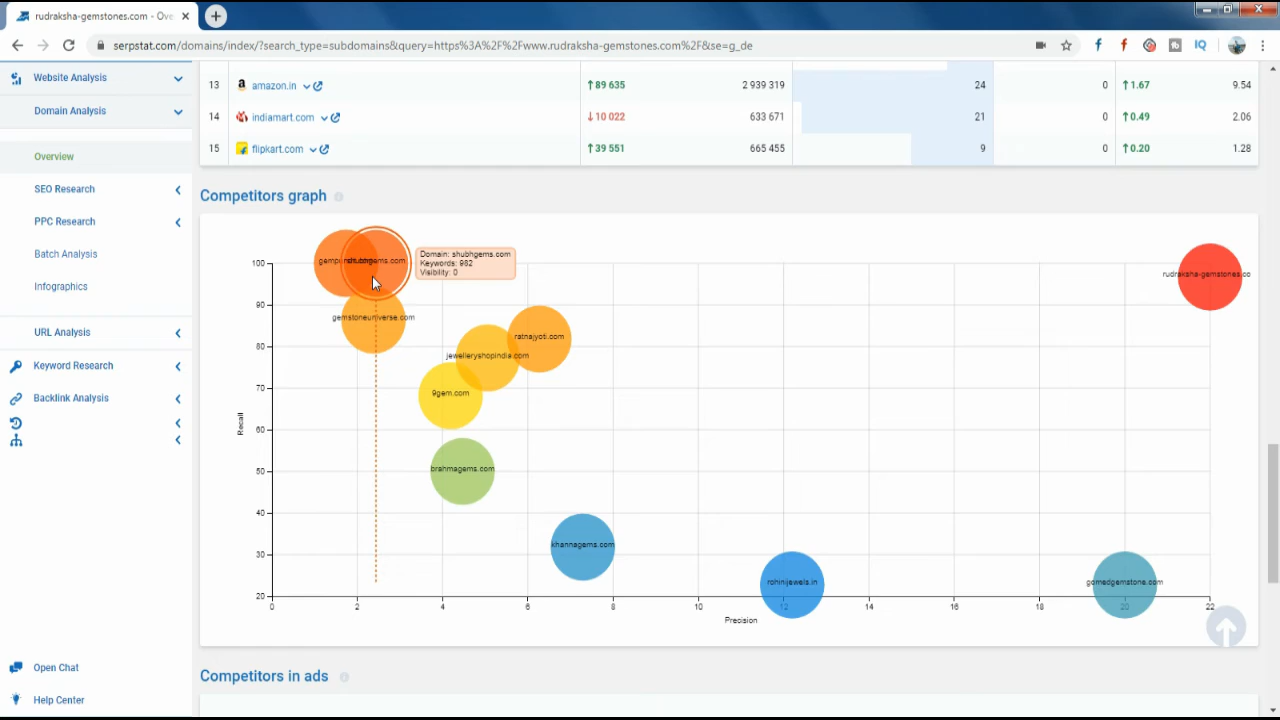 rudraksha-gemstones.com - Ove
serpstat.com/domains/index/?search_type=subdomains&query=https%3A%2F%2Fwww.rudraksha-gemstones.com%2F&se=g_de
IQ
Website Analysis
Domain Analysis
Overview
SEO Research
PPC Research
Batch Analysis
Infographics
URL Analysis
Keyword Research
Backlink Analysis
Open Chat
Help Center
13 amazon.in ↑89 635 2 939 319 24 0 ↑1.67 9.54
14 indiamart.com ↓10 022 633 671 21 0 ↑0.49 2.06
15 flipkart.com ↑39 551 665 455 9 0 ↑0.20 1.28
Competitors graph
shubhgems.com
Domain: shubhgems.com
Keywords: 982
Visibility: 0
rudraksha-gemstones.co
gemstoneuniverse.com
ratnajyoti.com
jewelleryshopindia.com
9gem.com
brahmagems.com
khannagems.com
rohinijewels.in
gomedgemstone.com
100
90
80
70
60
50
40
30
20
Recall
0 2 4 6 8 10 12 14 16 18 20 22
Precision
Competitors in ads